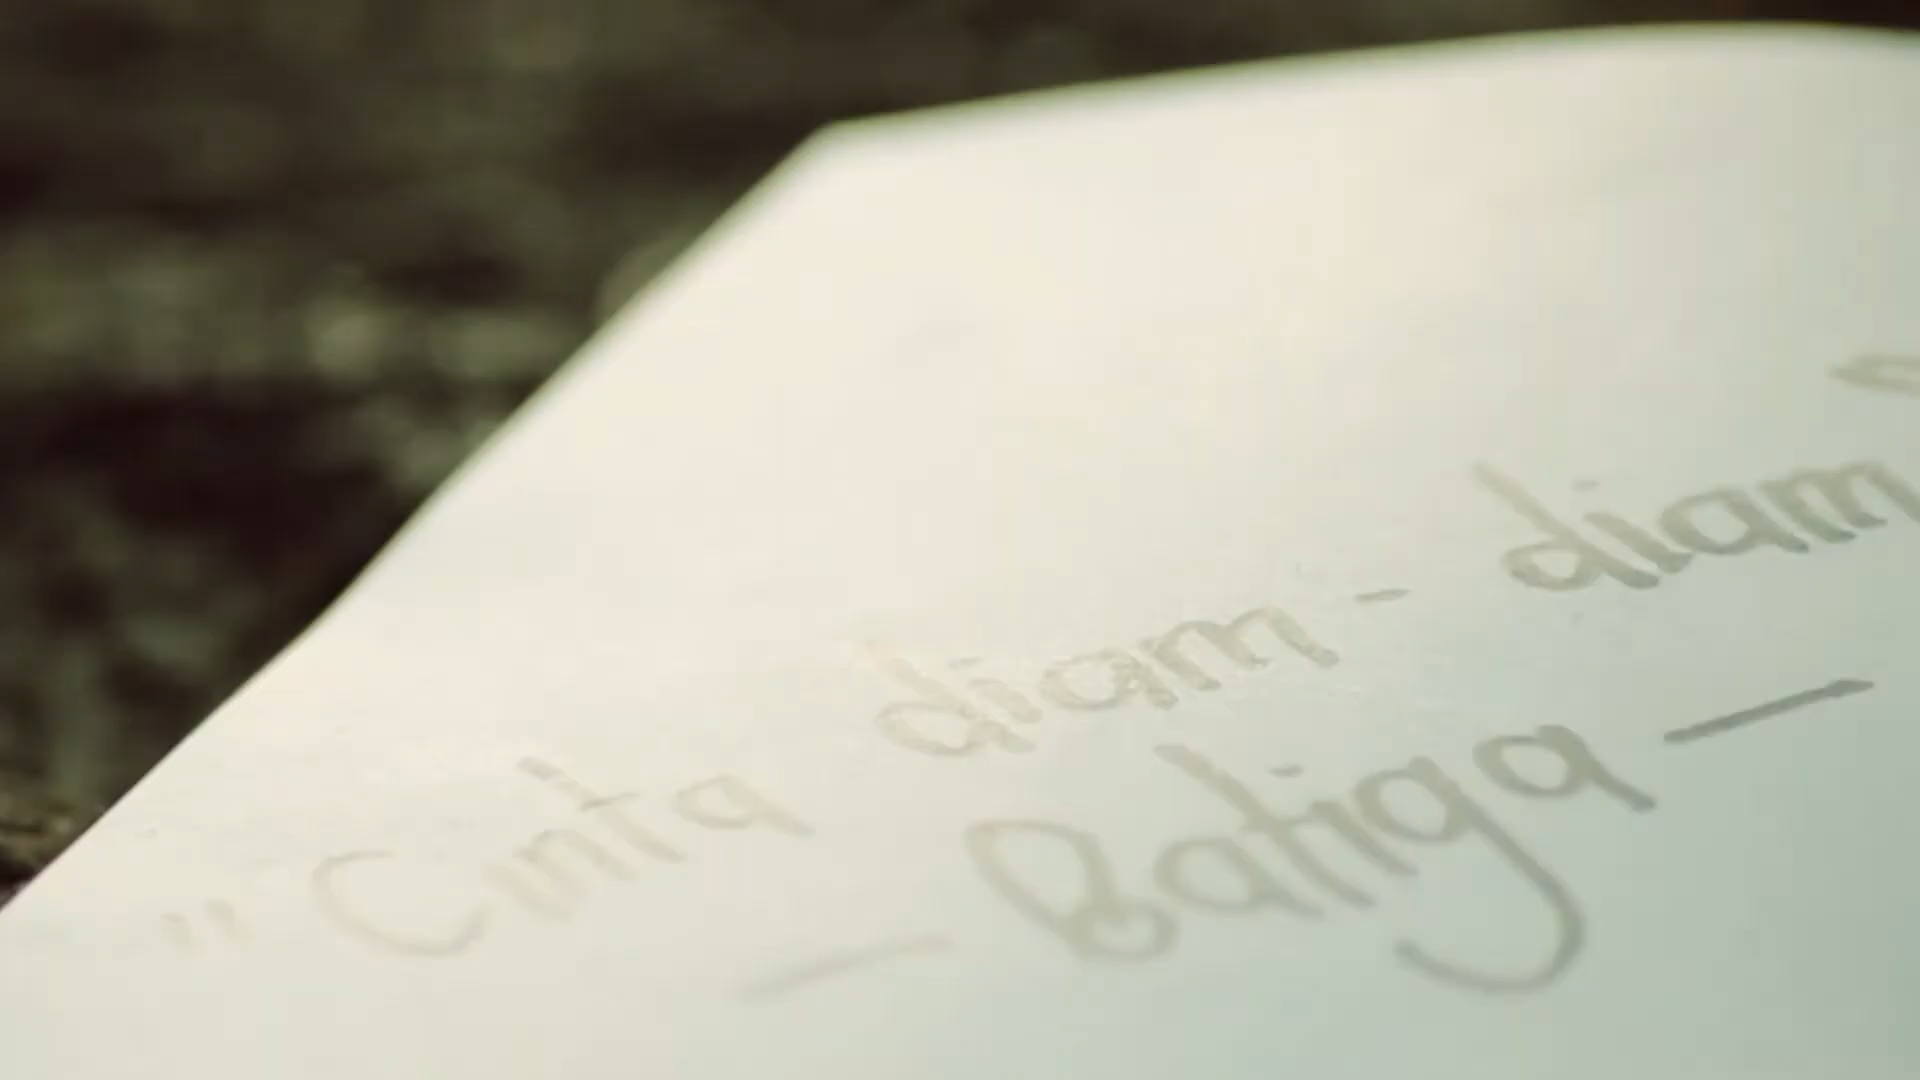 " Cinta diam - diam
— Batiga —